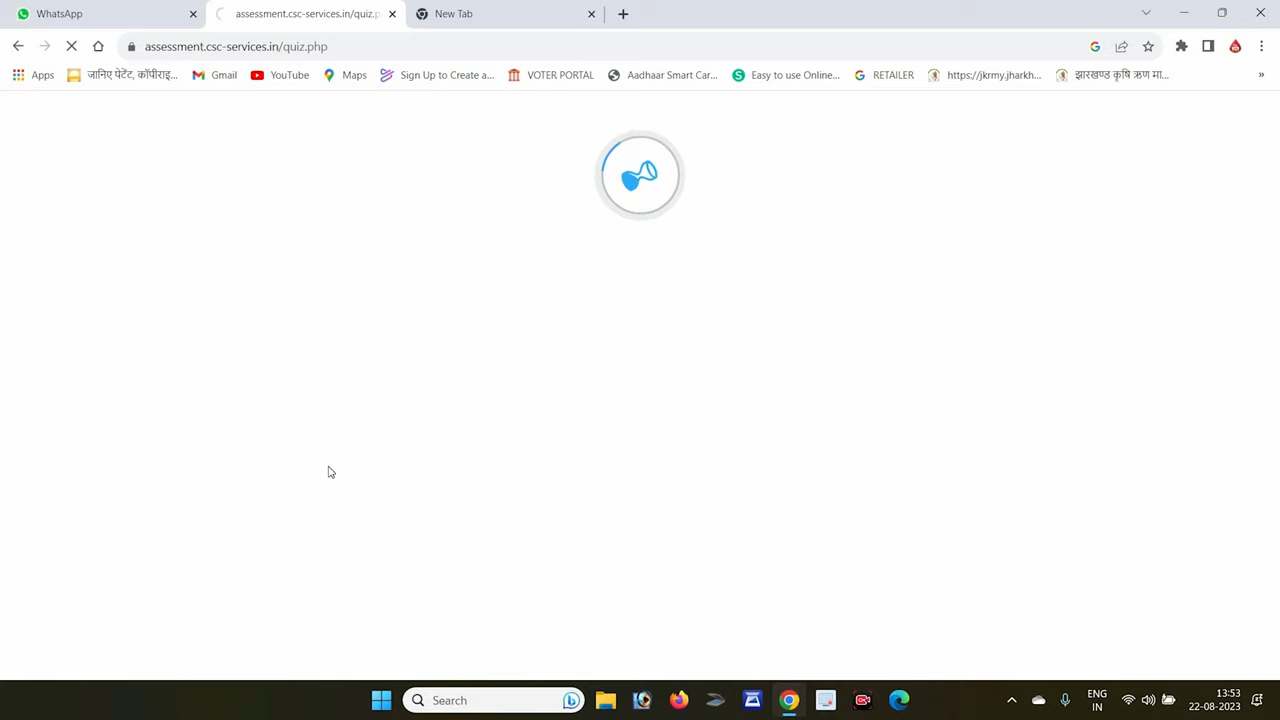 WhatsApp assessment.csc-services.in/quiz.p New Tab
assessment.csc-services.in/quiz.php
Apps जानिए पेटेंट, कॉपीराइ... Gmail YouTube Maps Sign Up to Create a... VOTER PORTAL Aadhaar Smart Car... Easy to use Online... RETAILER https://jkrmy.jharkh... झारखण्ड कृषि ऋण मा... »
Search ENG 13:53
IN 22-08-2023